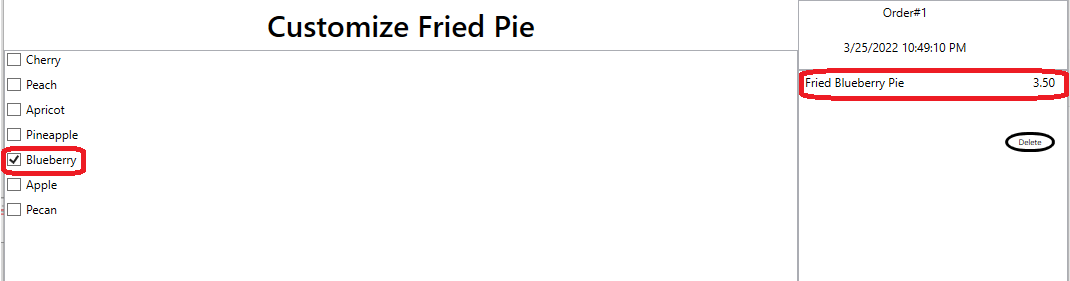 Customize Fried Pie
Cherry
Peach
Apricot
Pineapple
Blueberry
Apple
Pecan
Order#1
3/25/2022 10:49:10 PM
Fried Blueberry Pie 3.50
Delete